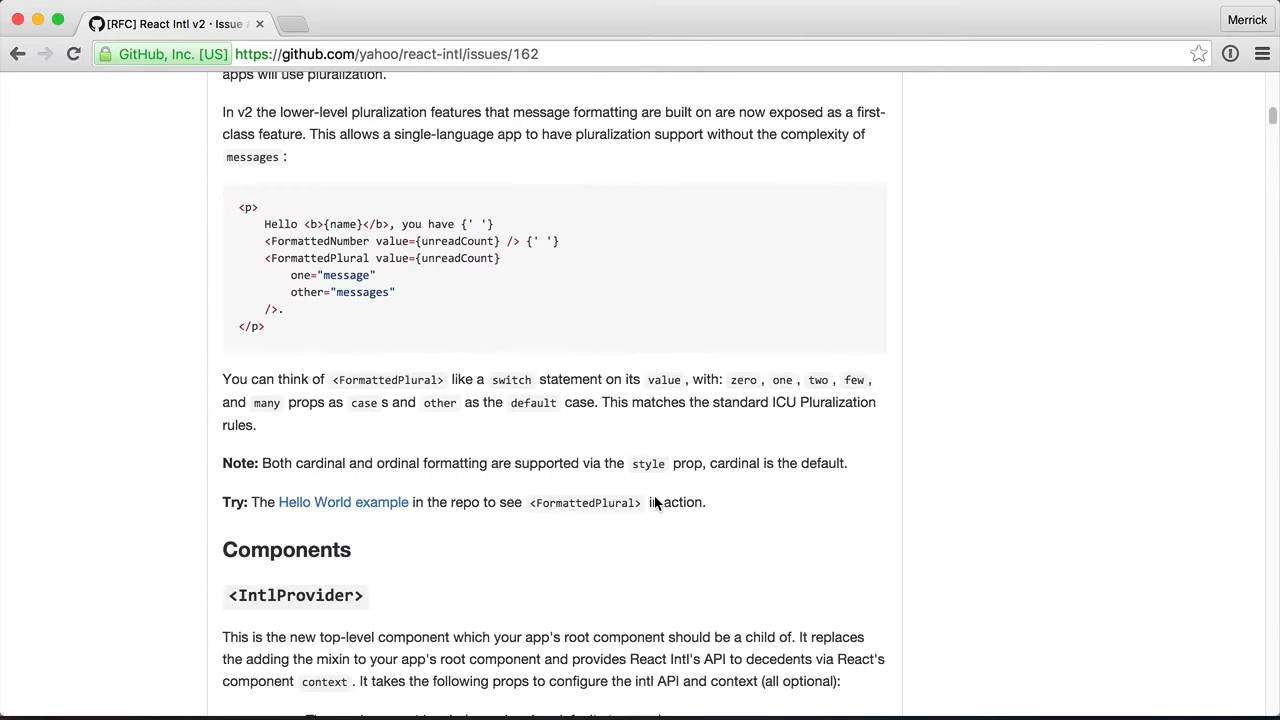 [RFC] React Intl v2 · Issue
Merrick
GitHub, Inc. [US] https://github.com/yahoo/react-intl/issues/162
apps will use pluralization.
In v2 the lower-level pluralization features that message formatting are built on are now exposed as a first-
class feature. This allows a single-language app to have pluralization support without the complexity of
messages :
<p>
Hello <b>{name}</b>, you have {' '}
<FormattedNumber value={unreadCount} /> {' '}
<FormattedPlural value={unreadCount}
one="message"
other="messages"
/>.
</p>
You can think of <FormattedPlural> like a switch statement on its value , with: zero , one , two , few ,
and many props as case s and other as the default case. This matches the standard ICU Pluralization
rules.
Note: Both cardinal and ordinal formatting are supported via the style prop, cardinal is the default.
Try: The Hello World example in the repo to see <FormattedPlural> in action.
Components
<IntlProvider>
This is the new top-level component which your app's root component should be a child of. It replaces
the adding the mixin to your app's root component and provides React Intl's API to decedents via React's
component context . It takes the following props to configure the intl API and context (all optional):